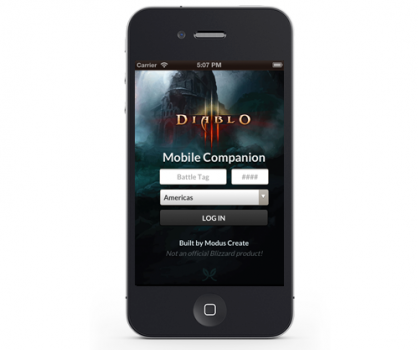 Carrier 5:07 PM
DIABLO
Mobile Companion
Battle Tag ####
Americas
LOG IN
Built by Modus Create
Not an official Blizzard product!